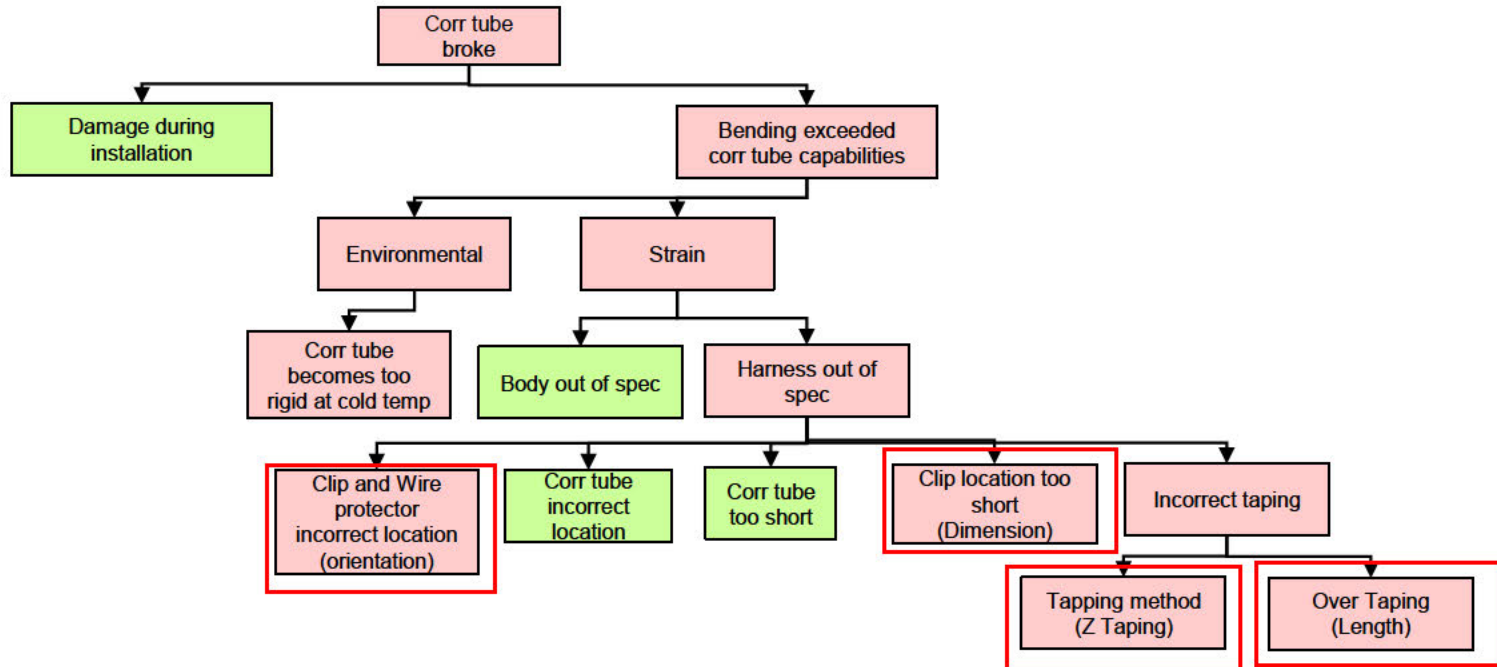 Corr tube
broke
Damage during
installation
Bending exceeded
corr tube capabilities
Environmental
Strain
Corr tube
becomes too
rigid at cold temp
Body out of spec
Harness out of
spec
Clip and Wire
protector
incorrect location
(orientation)
Corr tube
incorrect
location
Corr tube
too short
Clip location too
short
(Dimension)
Incorrect taping
Tapping method
(Z Taping)
Over Taping
(Length)